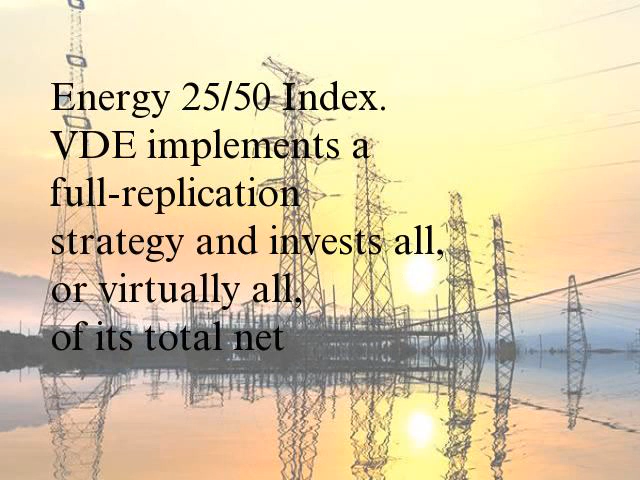 Energy 25/50 Index.
VDE implements a
full-replication
strategy and invests all,
or virtually all,
of its total net